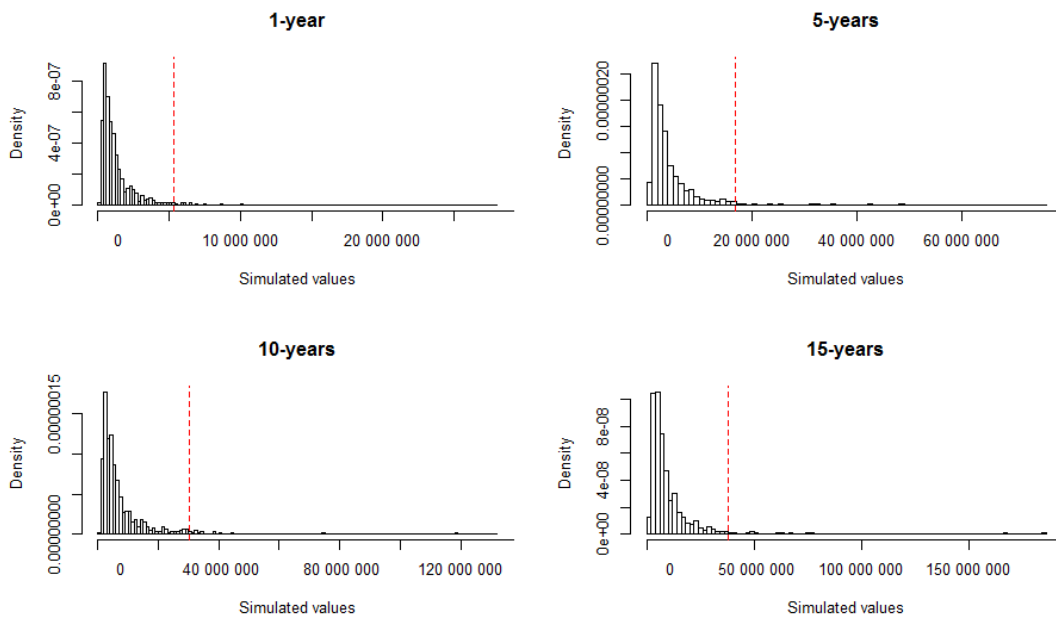 1-year
Density
0e+00
4e-07
8e-07
0
10 000 000
20 000 000
Simulated values
5-years
Density
0.00000000
0.00000020
0
20 000 000
40 000 000
60 000 000
Simulated values
10-years
Density
0.00000000
0.00000015
0
40 000 000
80 000 000
120 000 000
Simulated values
15-years
Density
0e+00
4e-08
8e-08
0
50 000 000
100 000 000
150 000 000
Simulated values